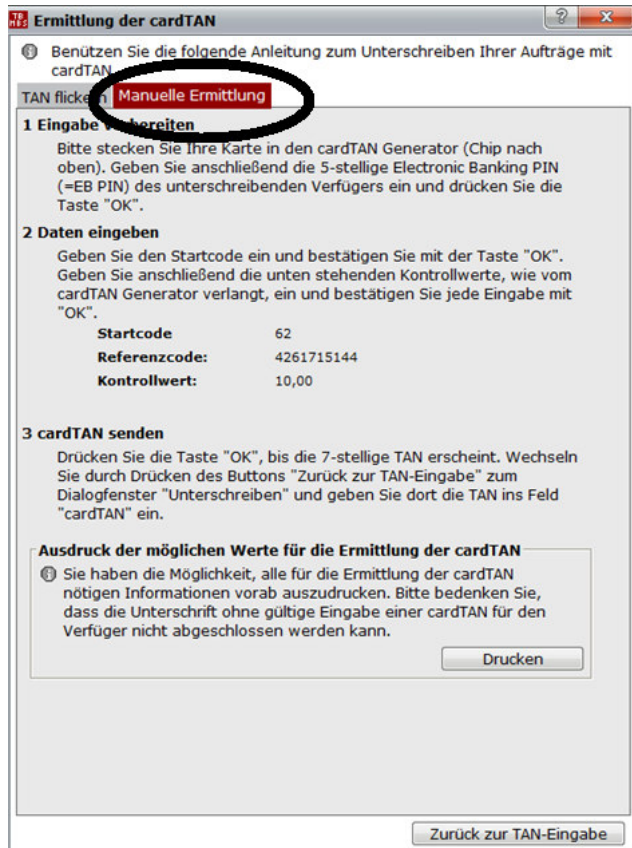 TB MBS Ermittlung der cardTAN
Benützen Sie die folgende Anleitung zum Unterschreiben Ihrer Aufträge mit
cardTAN.
TAN flickern Manuelle Ermittlung
1 Eingabe vorbereiten
Bitte stecken Sie Ihre Karte in den cardTAN Generator (Chip nach
oben). Geben Sie anschließend die 5-stellige Electronic Banking PIN
(=EB PIN) des unterschreibenden Verfügers ein und drücken Sie die
Taste "OK".
2 Daten eingeben
Geben Sie den Startcode ein und bestätigen Sie mit der Taste "OK".
Geben Sie anschließend die unten stehenden Kontrollwerte, wie vom
cardTAN Generator verlangt, ein und bestätigen Sie jede Eingabe mit
"OK".
Startcode 62
Referenzcode: 4261715144
Kontrollwert: 10,00
3 cardTAN senden
Drücken Sie die Taste "OK", bis die 7-stellige TAN erscheint. Wechseln
Sie durch Drücken des Buttons "Zurück zur TAN-Eingabe" zum
Dialogfenster "Unterschreiben" und geben Sie dort die TAN ins Feld
"cardTAN" ein.
Ausdruck der möglichen Werte für die Ermittlung der cardTAN
Sie haben die Möglichkeit, alle für die Ermittlung der cardTAN
nötigen Informationen vorab auszudrucken. Bitte bedenken Sie,
dass die Unterschrift ohne gültige Eingabe einer cardTAN für den
Verfüger nicht abgeschlossen werden kann.
Drucken
Zurück zur TAN-Eingabe